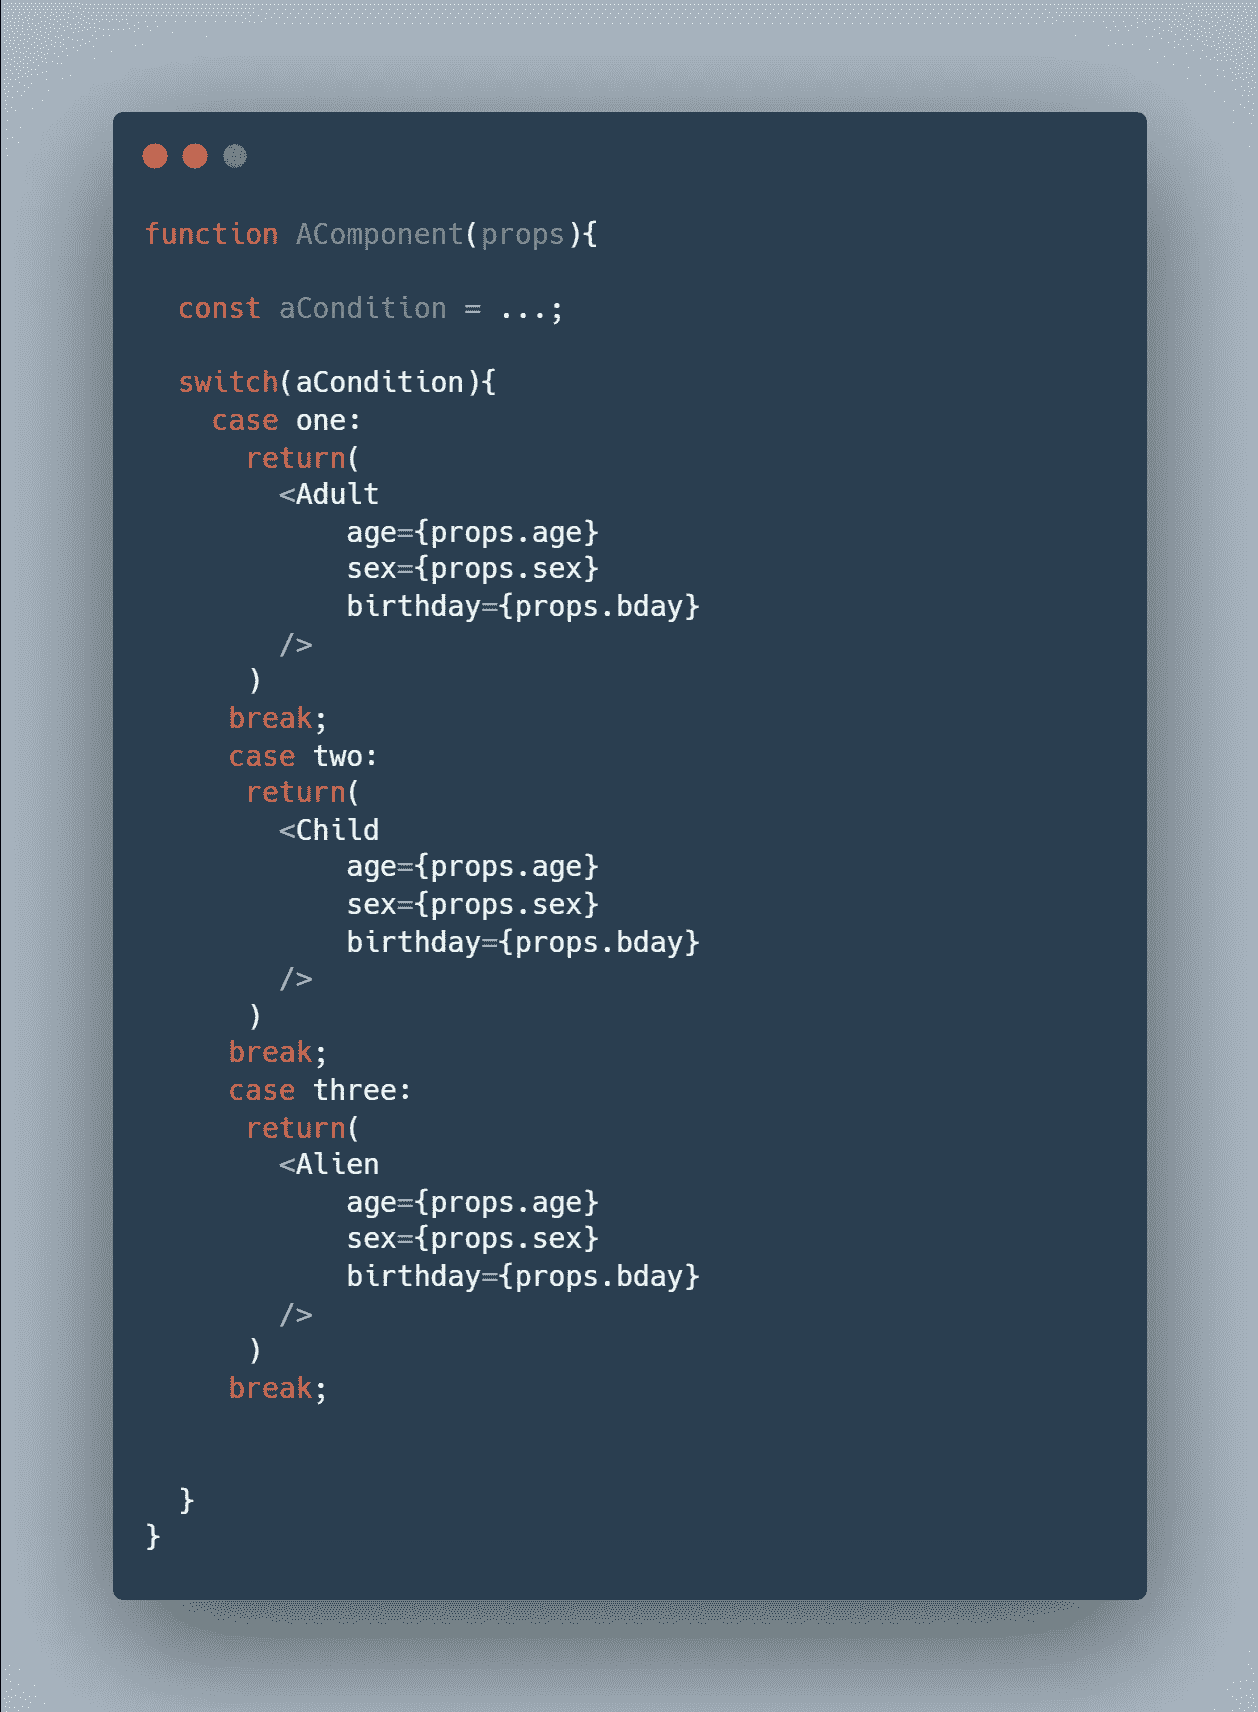 function AComponent(props){
  const aCondition = ...;
  switch(aCondition){
    case one:
      return(
        <Adult
            age={props.age}
            sex={props.sex}
            birthday={props.bday}
        />
      )
     break;
     case two:
      return(
        <Child
            age={props.age}
            sex={props.sex}
            birthday={props.bday}
        />
      )
     break;
     case three:
      return(
        <Alien
            age={props.age}
            sex={props.sex}
            birthday={props.bday}
        />
      )
     break;
  }
}